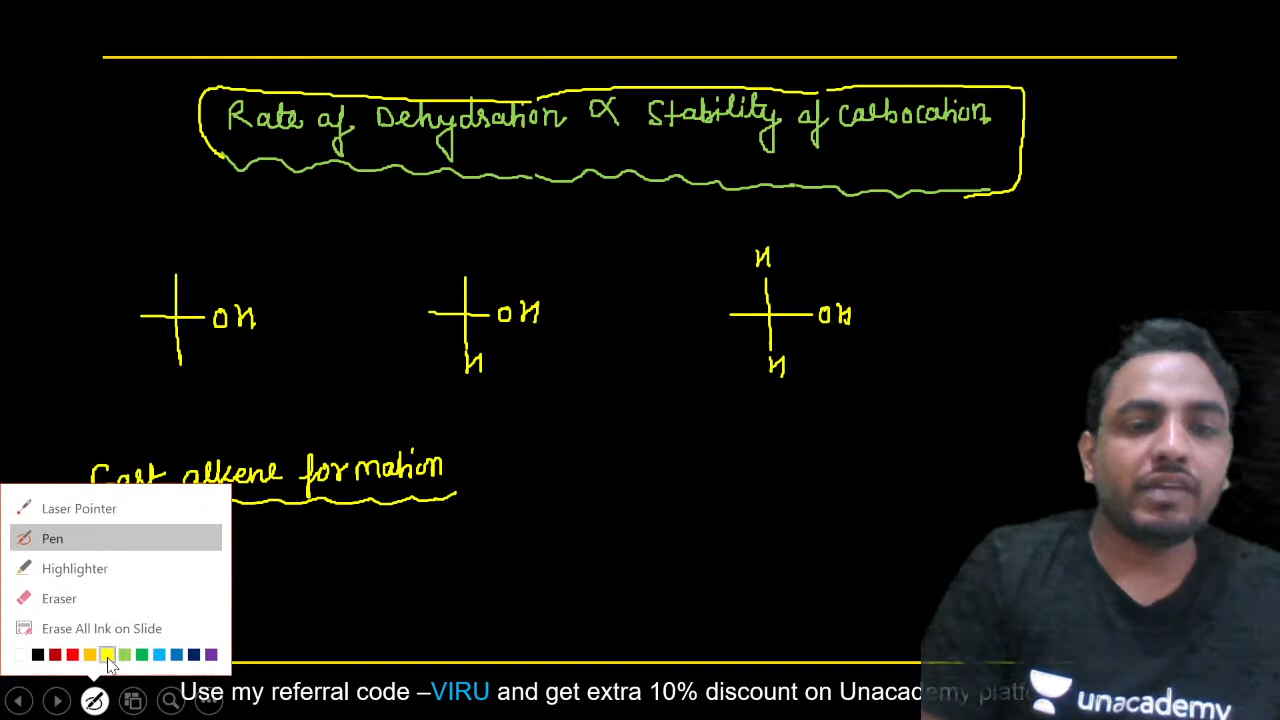 Rate of Dehydration ∝ Stability of Carbocation
H
OH
OH
OH
H
H
alkene formation
Laser Pointer
Pen
Highlighter
Eraser
Erase All Ink on Slide
Use my referral code –VIRU and get extra 10% discount on Unacademy
unacademy